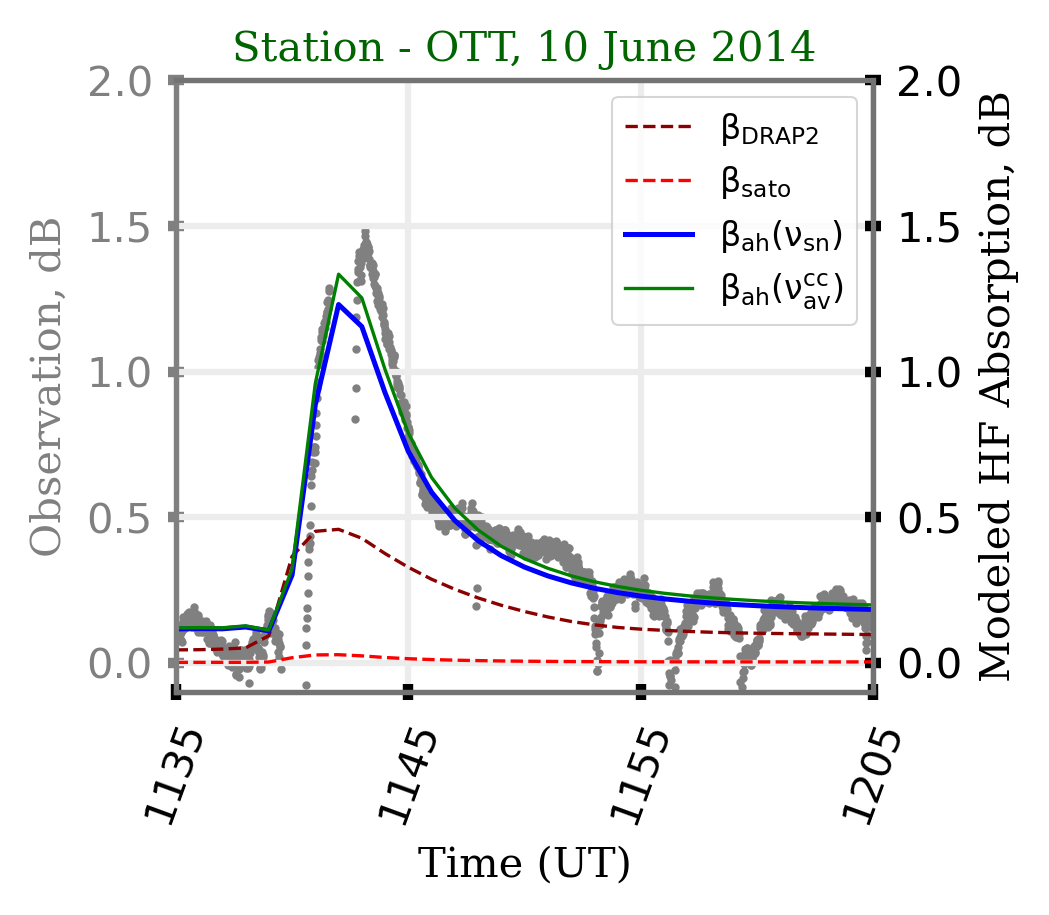 Station - OTT, 10 June 2014
Observation, dB
2.0
1.5
1.0
0.5
0.0
β_DRAP2
β_sato
β_ah(ν_sn)
β_ah(ν_av^cc)
2.0
1.5
1.0
0.5
0.0
Modeled HF Absorption, dB
1135
1145
1155
1205
Time (UT)